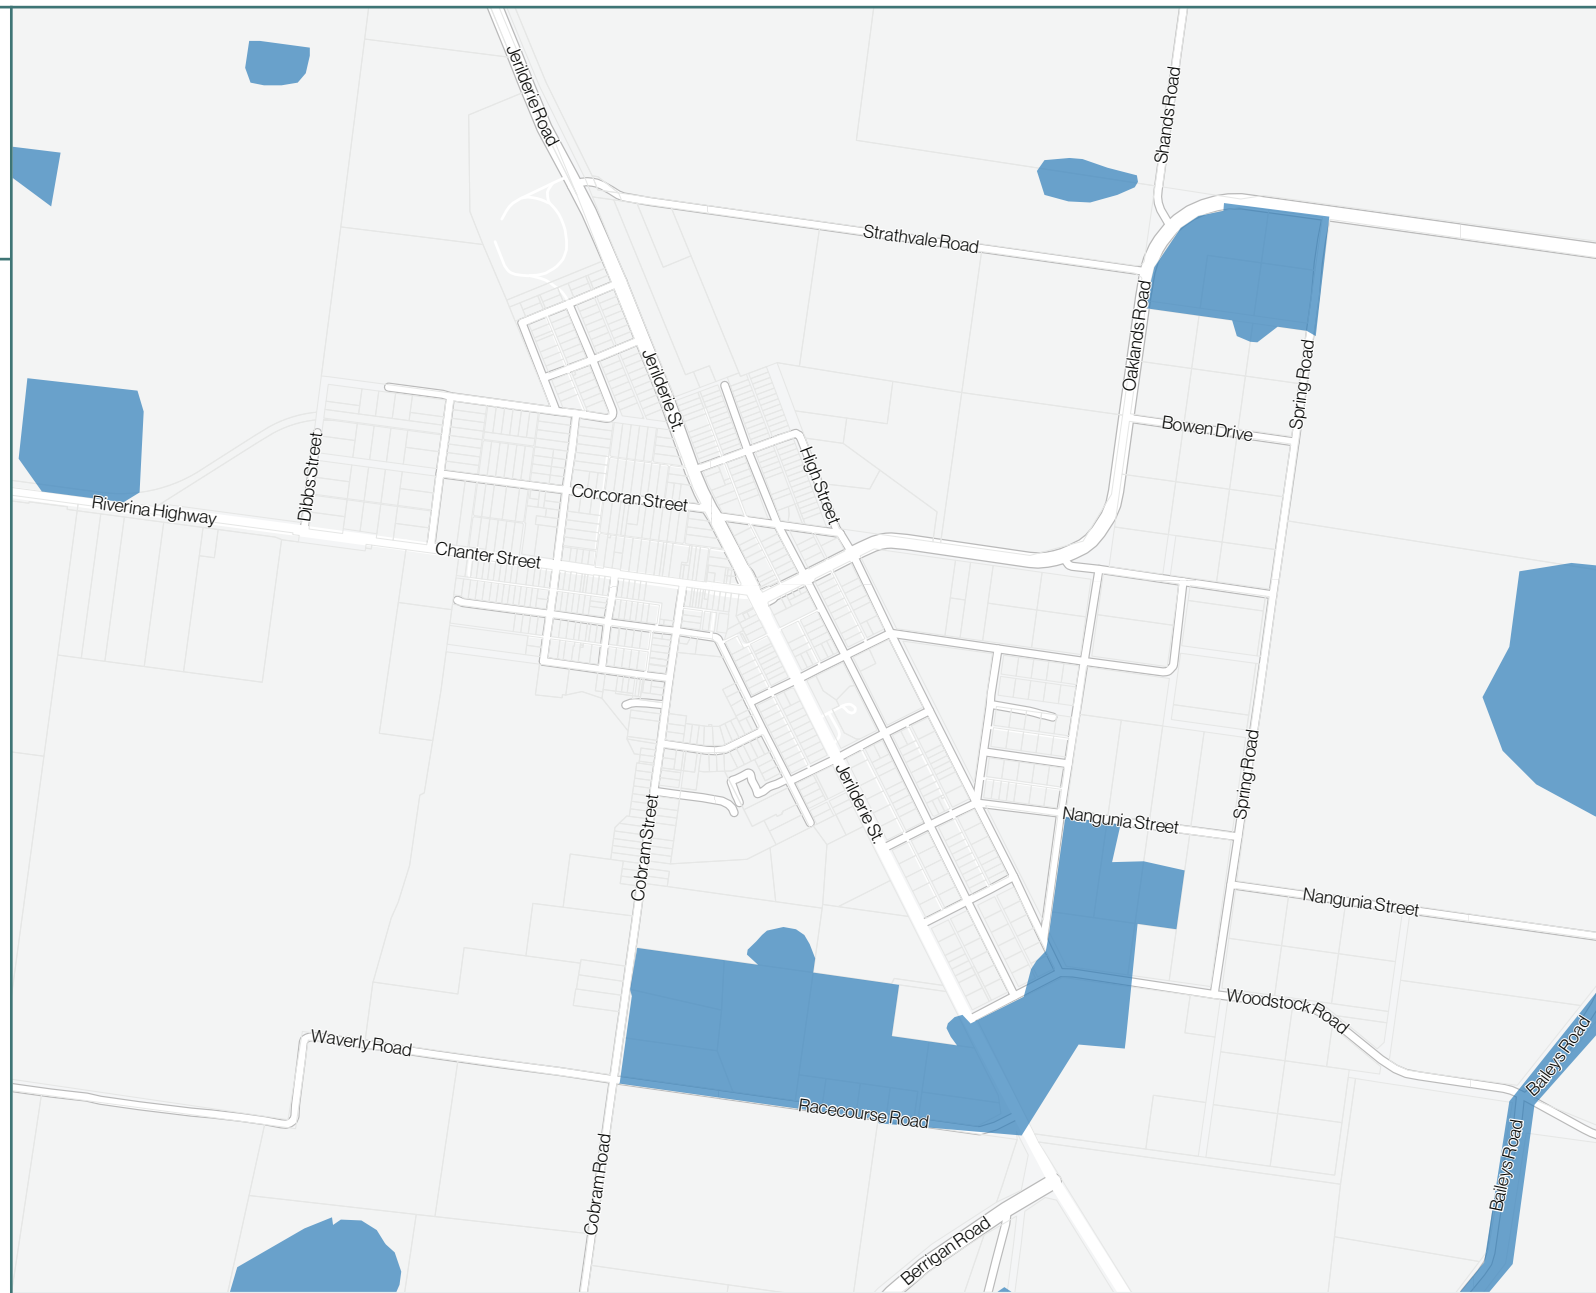 Jerilderie Road
Shands Road
Strathvale Road
Oaklands Road
Spring Road
Jerilderie St.
Bowen Drive
High Street
Dibbs Street
Corcoran Street
Riverina Highway
Chanter Street
Spring Road
Jerilderie St.
Cobram Street
Nangunia Street
Nangunia Street
Woodstock Road
Waverly Road
Baileys Road
Racecourse Road
Baileys Road
Cobram Road
Berrigan Road